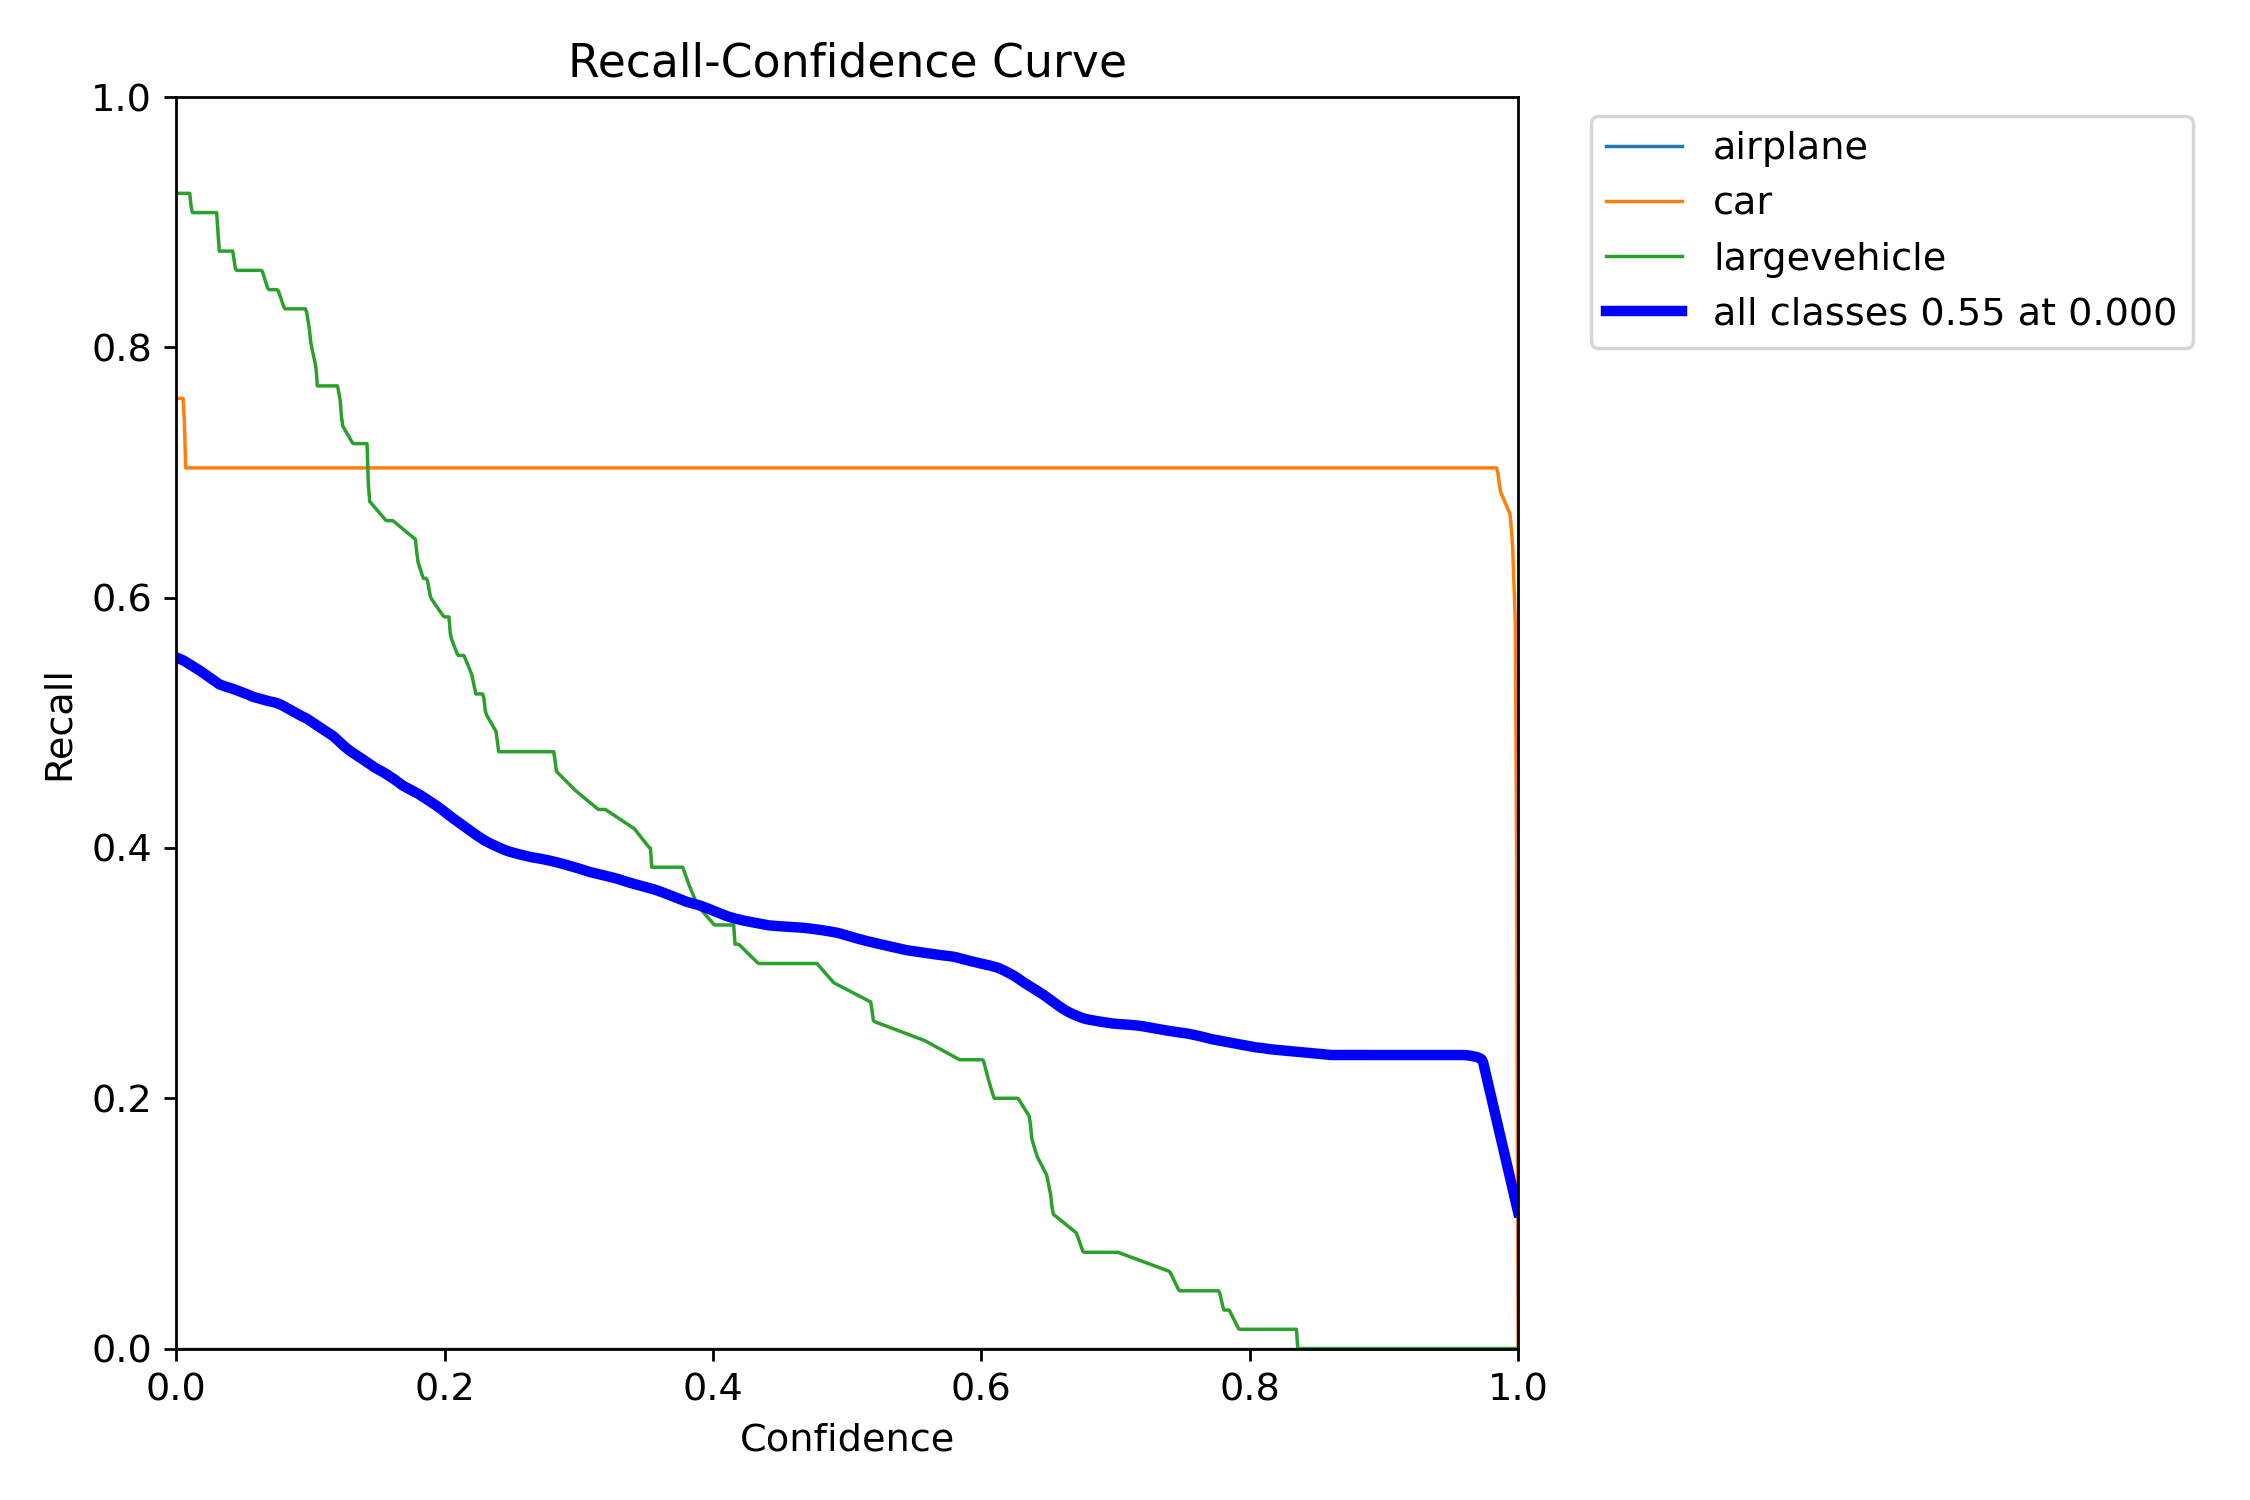 Recall-Confidence Curve
1.0
0.8
0.6
0.4
0.2
0.0
Recall
0.0 0.2 0.4 0.6 0.8 1.0
Confidence
airplane
car
largevehicle
all classes 0.55 at 0.000